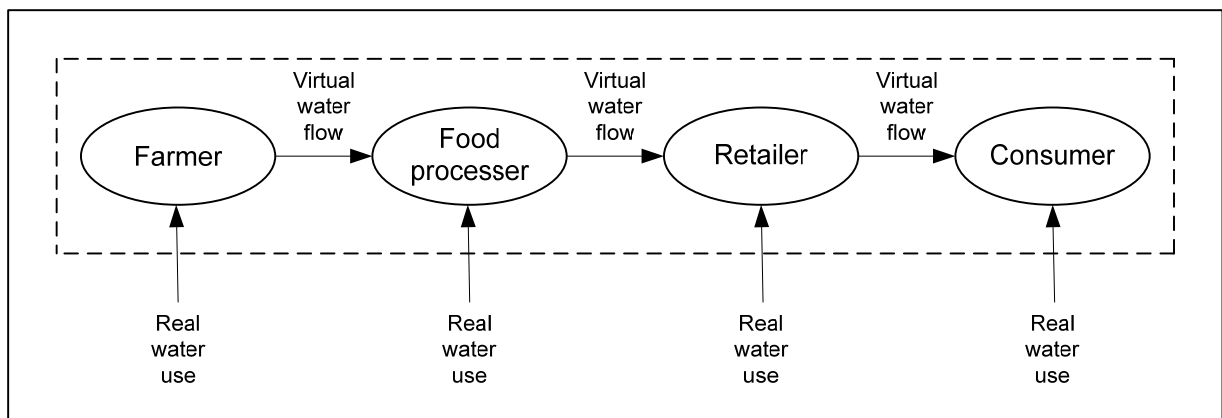 Virtual
water
flow
Virtual
water
flow
Virtual
water
flow
Farmer
Food
processer
Retailer
Consumer
Real
water
use
Real
water
use
Real
water
use
Real
water
use